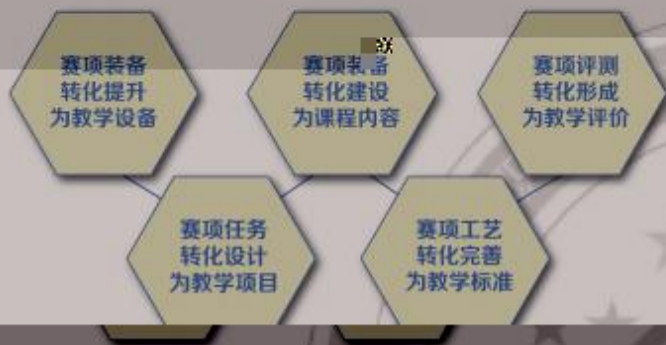 赛项装备
转化提升
为教学设备
赛项装备
转化建设
为课程内容
赛项评测
转化形成
为教学评价
赛项任务
转化设计
为教学项目
赛项工艺
转化完善
为教学标准